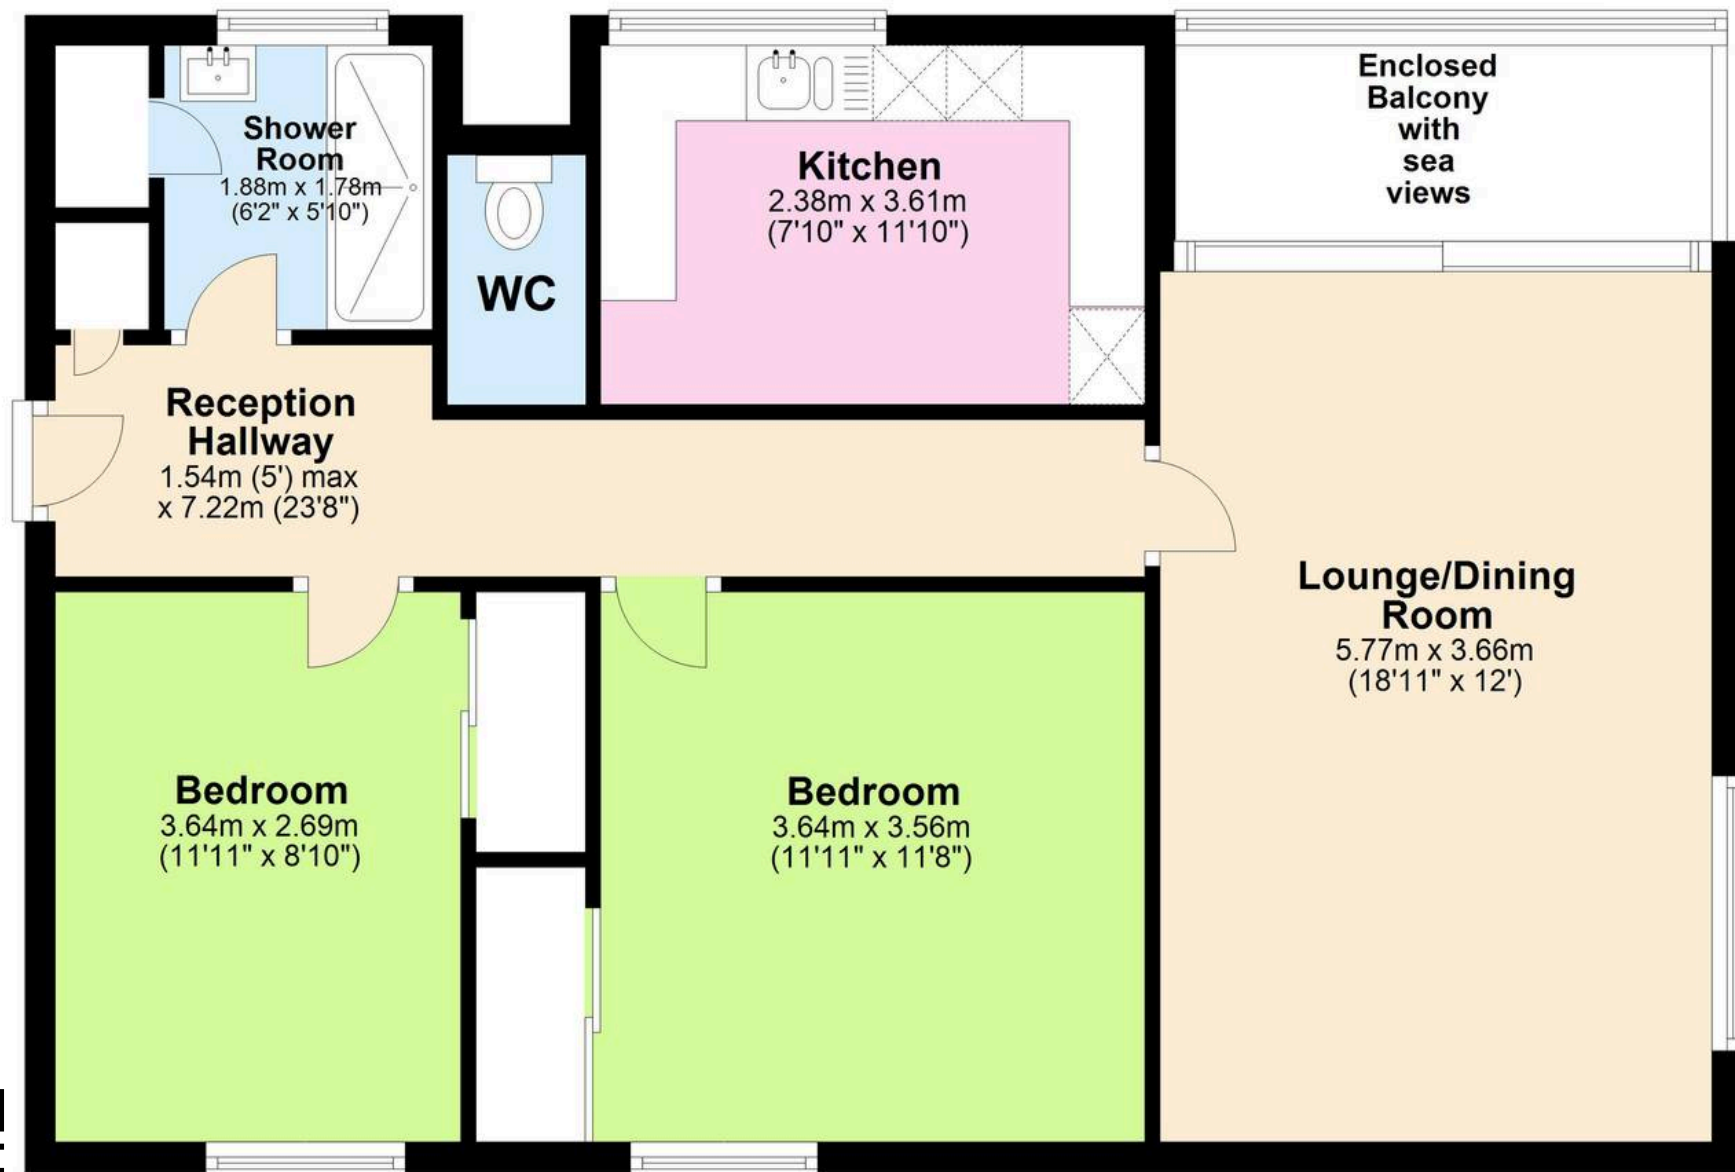 Shower
Room
1.88m x 1.78m
(6'2" x 5'10")
WC
Kitchen
2.38m x 3.61m
(7'10" x 11'10")
Enclosed
Balcony
with
sea
views
Reception
Hallway
1.54m (5') max
x 7.22m (23'8")
Lounge/Dining
Room
5.77m x 3.66m
(18'11" x 12')
Bedroom
3.64m x 2.69m
(11'11" x 8'10")
Bedroom
3.64m x 3.56m
(11'11" x 11'8")